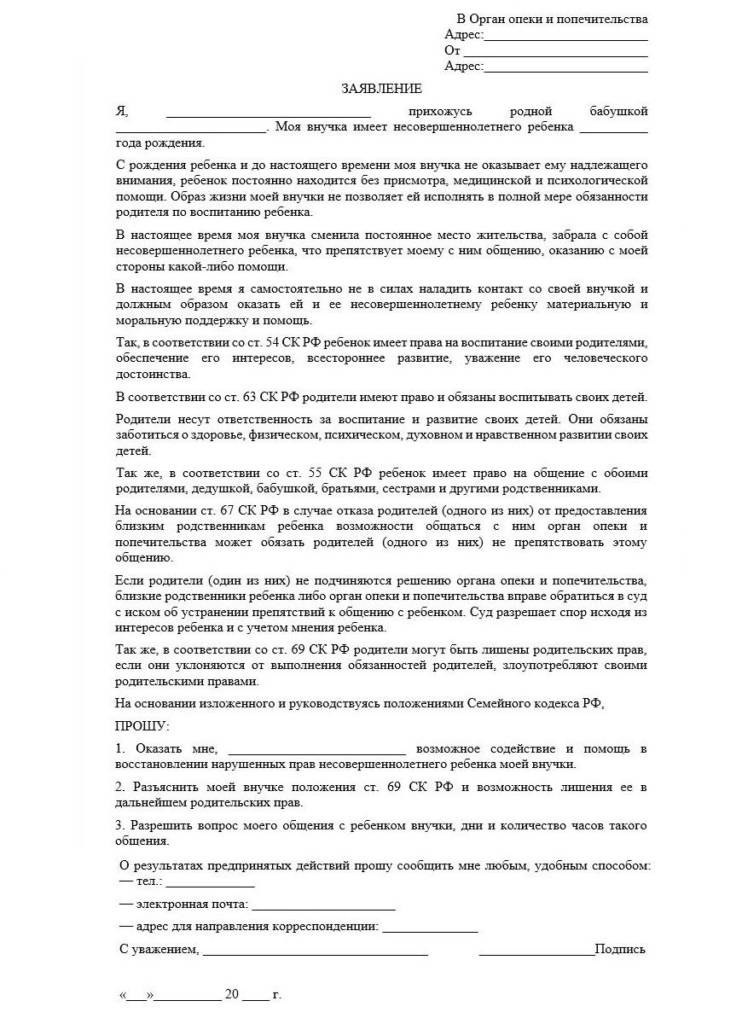 В Орган опеки и попечительства
Адрес:_________________________
От ____________________________
Адрес:_________________________
ЗАЯВЛЕНИЕ
Я, ______________________________ прихожусь родной бабушкой
______________________. Моя внучка имеет несовершеннолетнего ребенка __________
года рождения.
С рождения ребенка и до настоящего времени моя внучка не оказывает ему надлежащего
внимания, ребенок постоянно находится без присмотра, медицинской и психологической
помощи. Образ жизни моей внучки не позволяет ей исполнять в полной мере обязанности
родителя по воспитанию ребенка.
В настоящее время моя внучка сменила постоянное место жительства, забрала с собой
несовершеннолетнего ребенка, что препятствует моему с ним общению, оказанию с моей
стороны какой-либо помощи.
В настоящее время я самостоятельно не в силах наладить контакт со своей внучкой и
должным образом оказать ей и ее несовершеннолетнему ребенку материальную и
моральную поддержку и помощь.
Так, в соответствии со ст. 54 СК РФ ребенок имеет права на воспитание своими родителями,
обеспечение его интересов, всестороннее развитие, уважение его человеческого
достоинства.
В соответствии со ст. 63 СК РФ родители имеют право и обязаны воспитывать своих детей.
Родители несут ответственность за воспитание и развитие своих детей. Они обязаны
заботиться о здоровье, физическом, психическом, духовном и нравственном развитии своих
детей.
Так же, в соответствии со ст. 55 СК РФ ребенок имеет право на общение с обоими
родителями, дедушкой, бабушкой, братьями, сестрами и другими родственниками.
На основании ст. 67 СК РФ в случае отказа родителей (одного из них) от предоставления
близким родственникам ребенка возможности общаться с ним орган опеки и
попечительства может обязать родителей (одного из них) не препятствовать этому
общению.
Если родители (один из них) не подчиняются решению органа опеки и попечительства,
близкие родственники ребенка либо орган опеки и попечительства вправе обратиться в суд
с иском об устранении препятствий к общению с ребенком. Суд разрешает спор исходя из
интересов ребенка и с учетом мнения ребенка.
Так же, в соответствии со ст. 69 СК РФ родители могут быть лишены родительских прав,
если они уклоняются от выполнения обязанностей родителей, злоупотребляют своими
родительскими правами.
На основании изложенного и руководствуясь положениями Семейного кодекса РФ,
ПРОШУ:
1. Оказать мне, __________________________ возможное содействие и помощь в
восстановлении нарушенных прав несовершеннолетнего ребенка моей внучки.
2. Разъяснить моей внучке положения ст. 69 СК РФ и возможность лишения ее в
дальнейшем родительских прав.
3. Разрешить вопрос моего общения с ребенком внучки, дни и количество часов такого
общения.
О результатах предпринятых действий прошу сообщить мне любым, удобным способом:
— тел.: _____________
— электронная почта: _____________________
— адрес для направления корреспонденции: ______________
С уважением, _________________________________ _________________Подпись
«___»__________ 20 ____ г.